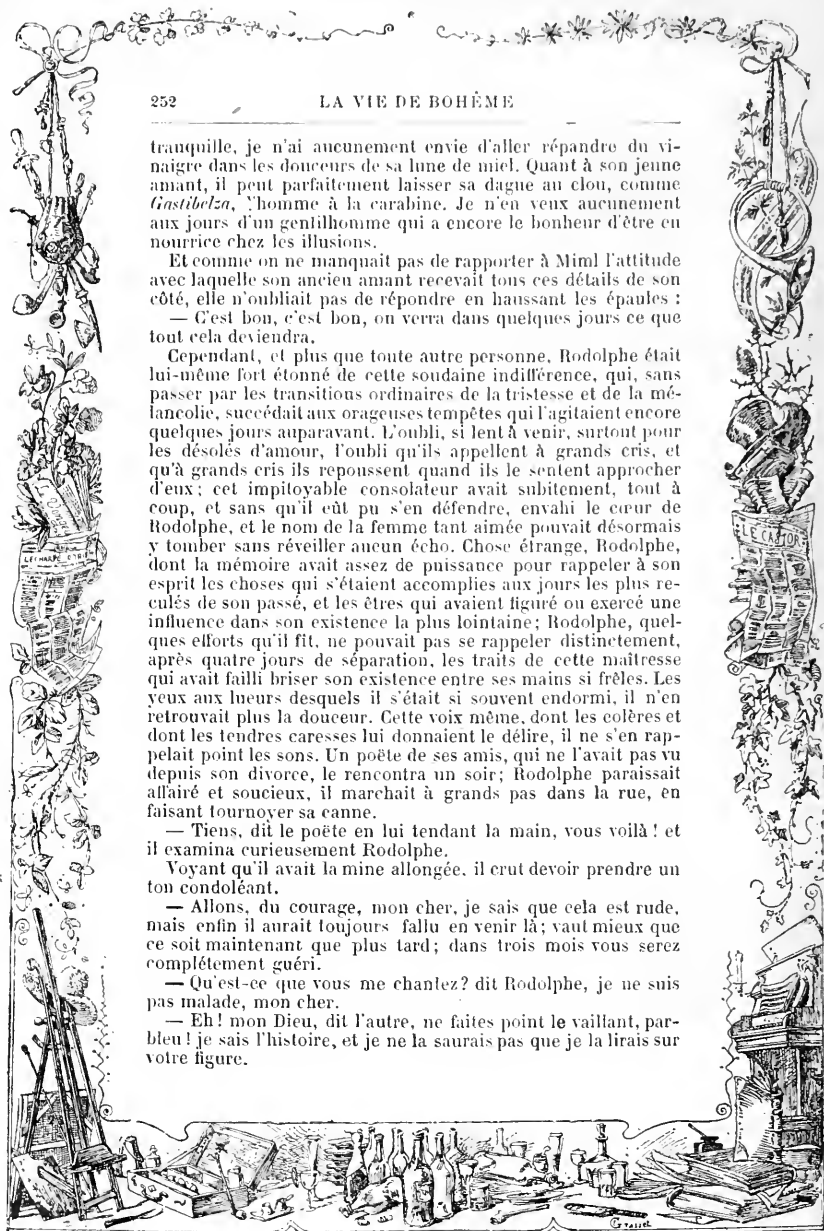 252 LA VIE DE BOHÊME
tranquille, je n'ai aucunement envie d'aller répandre du vi-
naigre dans les douceurs de sa lune de miel. Quant à son jeune
amant, il peut parfaitement laisser sa dague au clou, comme
Gastibelza, l'homme à la carabine. Je n'en veux aucunement
aux jours d'un gentilhomme qui a encore le bonheur d'être en
nourrice chez les illusions.
Et comme on ne manquait pas de rapporter à Mimi l'attitude
avec laquelle son ancien amant recevait tous ces détails de son
côté, elle n'oubliait pas de répondre en haussant les épaules :
— C'est bon, c'est bon, on verra dans quelques jours ce que
tout cela deviendra.
Cependant, et plus que toute autre personne, Rodolphe était
lui-même fort étonné de cette soudaine indifférence, qui, sans
passer par les transitions ordinaires de la tristesse et de la mé-
lancolie, succédait aux orageuses tempêtes qui l'agitaient encore
quelques jours auparavant. L'oubli, si lent à venir, surtout pour
les désolés d'amour, l'oubli qu'ils appellent à grands cris, et
qu'à grands cris ils repoussent quand ils le sentent approcher
d'eux; cet impitoyable consolateur avait subitement, tout à
coup, et sans qu'il eût pu s'en défendre, envahi le cœur de
Rodolphe, et le nom de la femme tant aimée pouvait désormais
y tomber sans réveiller aucun écho. Chose étrange, Rodolphe,
dont la mémoire avait assez de puissance pour rappeler à son
esprit les choses qui s'étaient accomplies aux jours les plus re-
culés de son passé, et les êtres qui avaient figuré ou exercé une
influence dans son existence la plus lointaine; Rodolphe, quel-
ques efforts qu'il fit, ne pouvait pas se rappeler distinctement,
après quatre jours de séparation, les traits de cette maîtresse
qui avait failli briser son existence entre ses mains si frêles. Les
yeux aux lueurs desquels il s'était si souvent endormi, il n'en
retrouvait plus la douceur. Cette voix même, dont les colères et
dont les tendres caresses lui donnaient le délire, il ne s'en rap-
pelait point les sons. Un poëte de ses amis, qui ne l'avait pas vu
depuis son divorce, le rencontra un soir; Rodolphe paraissait
affairé et soucieux, il marchait à grands pas dans la rue, en
faisant tournoyer sa canne.
— Tiens, dit le poëte en lui tendant la main, vous voilà ! et
il examina curieusement Rodolphe.
Voyant qu'il avait la mine allongée, il crut devoir prendre un
ton condoléant.
— Allons, du courage, mon cher, je sais que cela est rude,
mais enfin il aurait toujours fallu en venir là; vaut mieux que
ce soit maintenant que plus tard; dans trois mois vous serez
complétement guéri.
— Qu'est-ce que vous me chantez? dit Rodolphe, je ne suis
pas malade, mon cher.
— Eh! mon Dieu, dit l'autre, ne faites point le vaillant, par-
bleu ! je sais l'histoire, et je ne la saurais pas que je la lirais sur
votre figure.
LE CASTOR